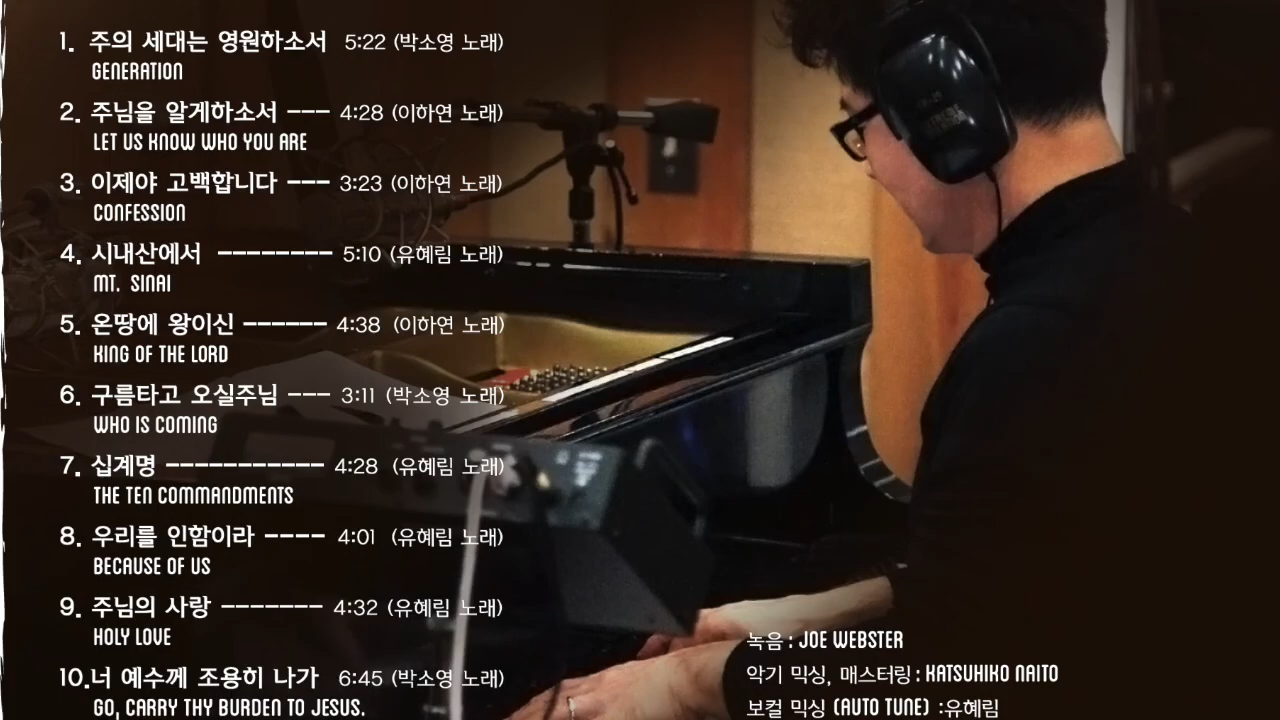 1. 주의 세대는 영원하소서 5:22 (박소영 노래)
GENERATION
2. 주님을 알게하소서 --- 4:28 (이하연 노래)
LET US KNOW WHO YOU ARE
3. 이제야 고백합니다 --- 3:23 (이하연 노래)
CONFESSION
4. 시내산에서 -------- 5:10 (유혜림 노래)
MT. SINAI
5. 온땅에 왕이신 ------ 4:38 (이하연 노래)
KING OF THE LORD
6. 구름타고 오실주님 --- 3:11 (박소영 노래)
WHO IS COMING
7. 십계명 ----------- 4:28 (유혜림 노래)
THE TEN COMMANDMENTS
8. 우리를 인함이라 ---- 4:01 (유혜림 노래)
BECAUSE OF US
9. 주님의 사랑 ------- 4:32 (유혜림 노래)
HOLY LOVE
10.너 예수께 조용히 나가 6:45 (박소영 노래)
GO, CARRY THY BURDEN TO JESUS.
녹음 : JOE WEBSTER
악기 믹싱, 매스터링 : KATSUHIKO NAITO
보컬 믹싱 (AUTO TUNE) :유혜림